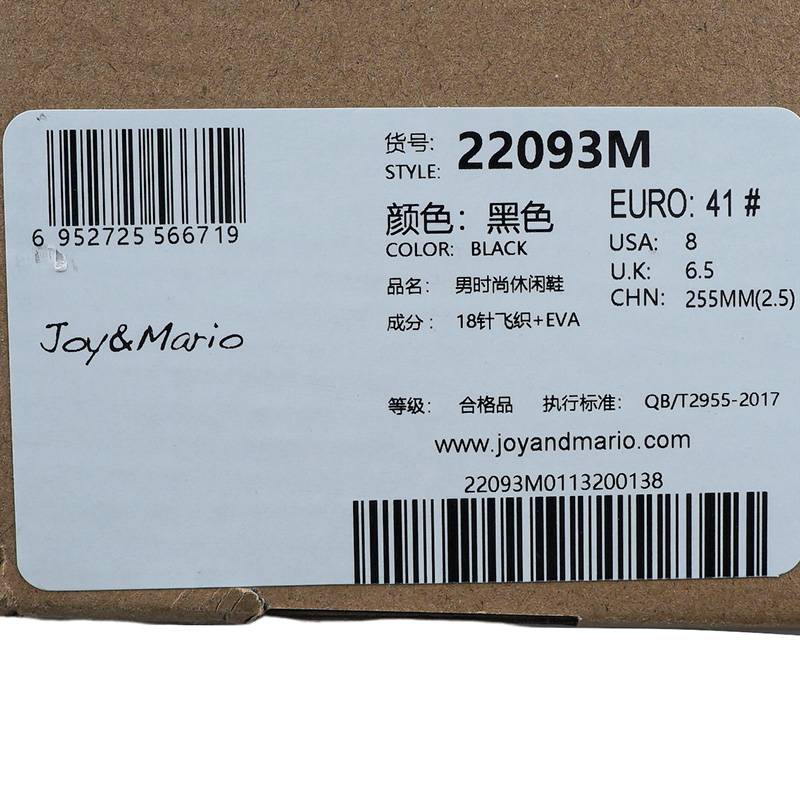 6 952725 566719
Joy&Mario
货号:
STYLE: 22093M
颜色: 黑色
COLOR: BLACK
EURO: 41 #
USA: 8
U.K: 6.5
CHN: 255MM(2.5)
品名: 男时尚休闲鞋
成分: 18针飞织+EVA
等级: 合格品 执行标准: QB/T2955-2017
www.joyandmario.com
22093M0113200138